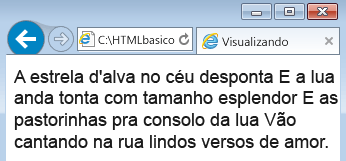 C:\HTMLbasico
Visualizando
A estrela d'alva no céu desponta E a lua
anda tonta com tamanho esplendor E as
pastorinhas pra consolo da lua Vão
cantando na rua lindos versos de amor.